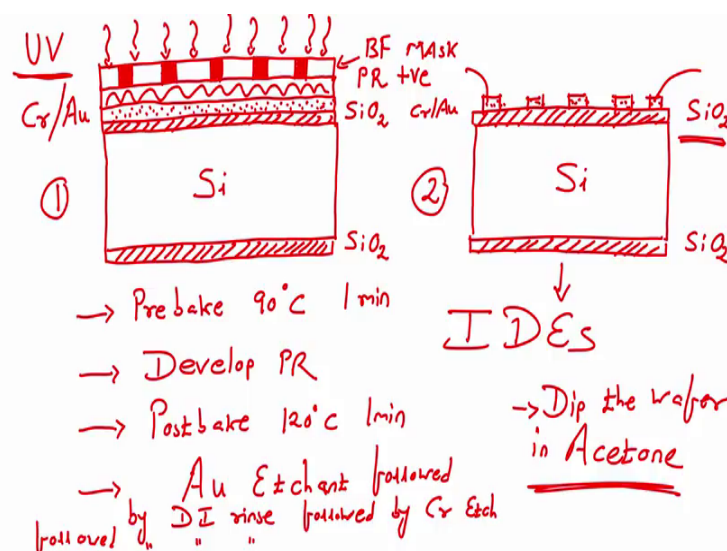 UV
BF MASK
PR +ve
Cr/Au
SiO2
Cr/Au
SiO2
①
Si
②
Si
SiO2
SiO2
→ Prebake 90°C 1 min
IDEs
→ Develop PR
→ Postbake 120°C 1min
→ Dip the wafer
in Acetone
→ Au Etchant followed
by DI rinse followed by Cr Etch
followed " " "